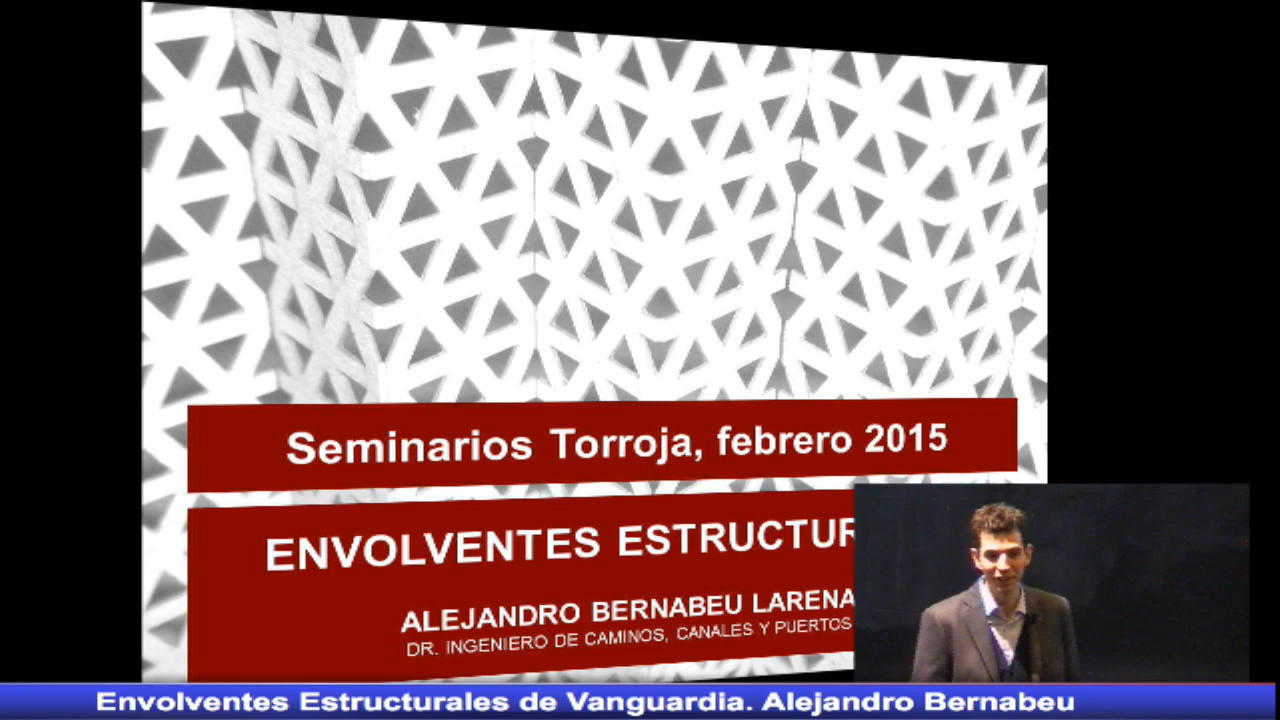 Seminarios Torroja, febrero 2015
ENVOLVENTES ESTRUCTUR
ALEJANDRO BERNABEU LARENA
DR. INGENIERO DE CAMINOS, CANALES Y PUERTOS
Envolventes Estructurales de Vanguardia. Alejandro Bernabeu